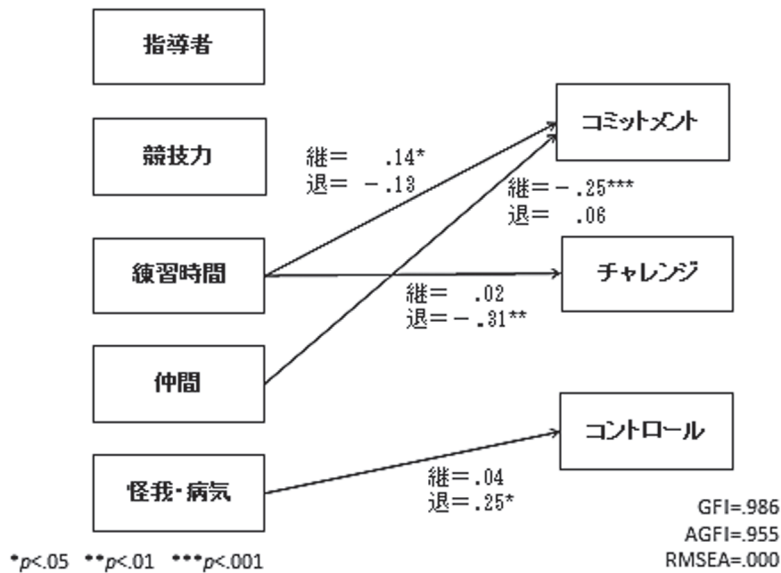 指導者
コミットメント
競技力
継＝ .14*
退＝ －.13
継＝－.25***
退＝ .06
練習時間
チャレンジ
継＝ .02
退＝－.31**
仲間
コントロール
怪我・病気
継＝.04
退＝.25*
GFI=.986
AGFI=.955
RMSEA=.000
*p<.05 **p<.01 ***p<.001